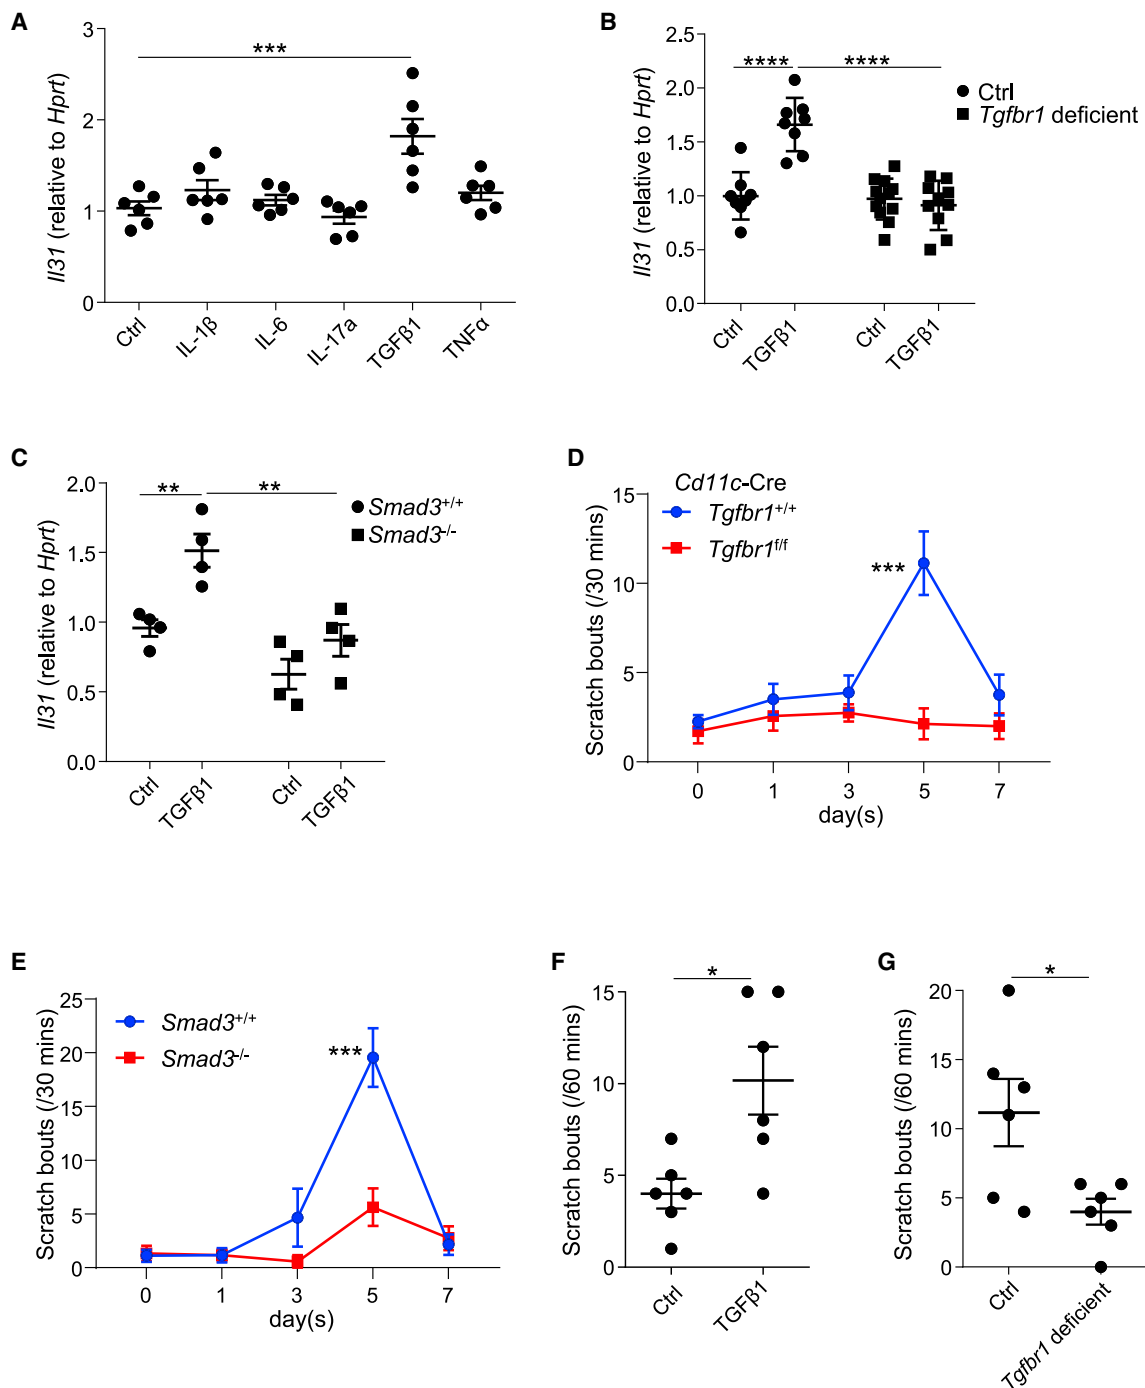 A
Il31 (relative to Hprt)
3
2
1
0
***
Ctrl
IL-1β
IL-6
IL-17a
TGFβ1
TNFα
B
Il31 (relative to Hprt)
2.5
2.0
1.5
1.0
0.5
0.0
**** ****
Ctrl
Tgfbr1 deficient
Ctrl
TGFβ1
Ctrl
TGFβ1
C
Il31 (relative to Hprt)
2.0
1.5
1.0
0.5
0.0
** **
Smad3+/+
Smad3-/-
Ctrl
TGFβ1
Ctrl
TGFβ1
D
Cd11c-Cre
Tgfbr1+/+
Tgfbr1f/f
Scratch bouts (/30 mins)
15
10
5
0
***
0 1 3 5 7
day(s)
E
Smad3+/+
Smad3-/-
Scratch bouts (/30 mins)
25
20
15
10
5
0
***
0 1 3 5 7
day(s)
F
Scratch bouts (/60 mins)
15
10
5
0
*
Ctrl
TGFβ1
G
Scratch bouts (/60 mins)
20
15
10
5
0
*
Ctrl
Tgfbr1 deficient